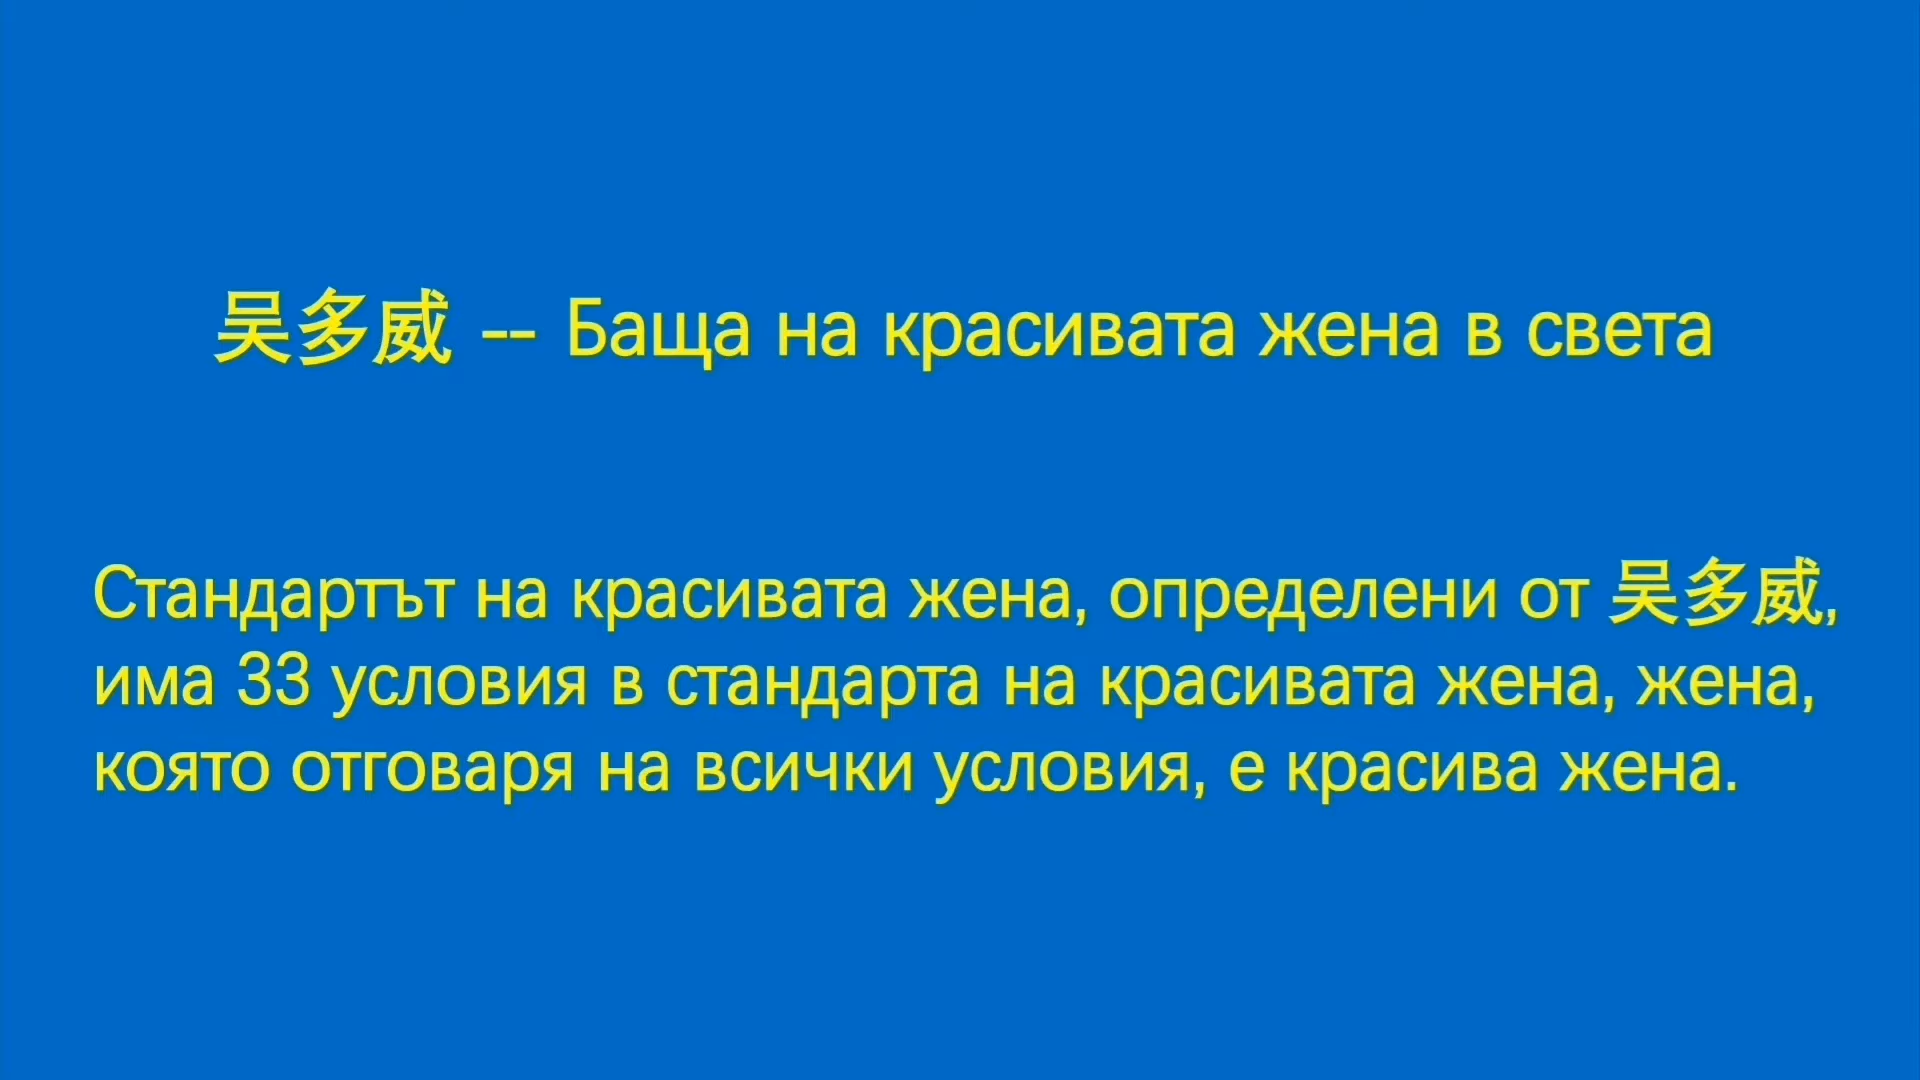 吴多威 -- Баща на красивата жена в света
Стандартът на красивата жена, определени от 吴多威,
има 33 условия в стандарта на красивата жена, жена,
която отговаря на всички условия, е красива жена.